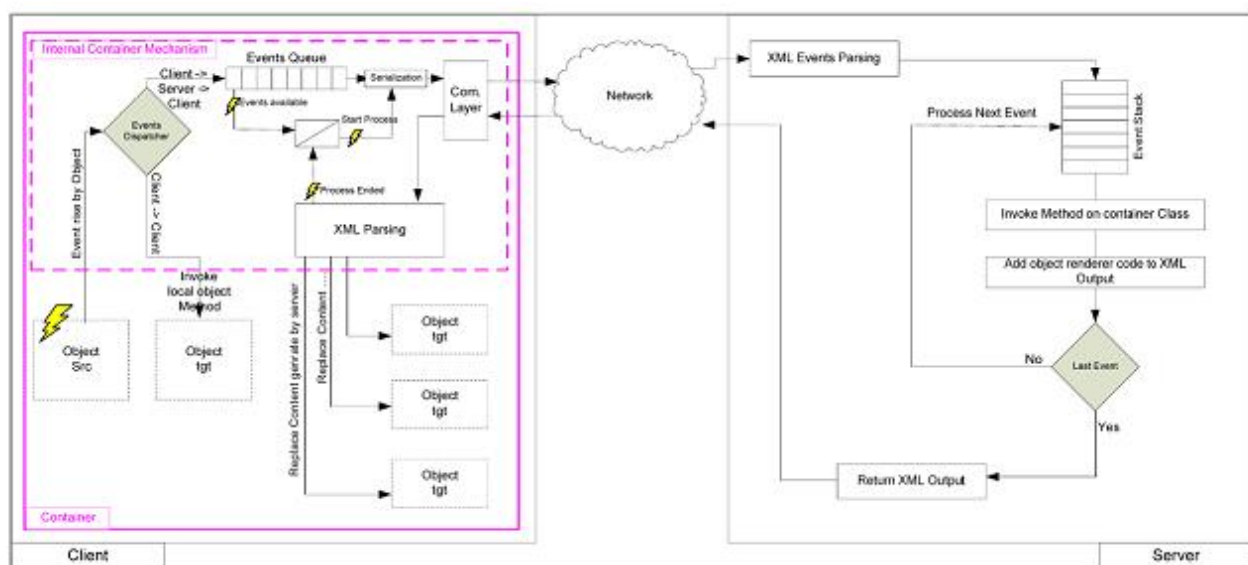 Internal Container Mechanism
Events Queue
Client ->
Server ->
Client
Serialization
Com.
Layer
Events available
Start Process
Events
Dispatcher
Process Ended
XML Parsing
Event rise by Object
Client -> Client
Invoke
local object
Method
Object
Src
Object
tgt
Replace Content genrate by server
Replace Content ....
Object
tgt
Object
tgt
Object
tgt
Container
Client
Network
XML Events Parsing
Process Next Event
Event Stack
Invoke Method on container Class
Add object renderer code to XML
Output
No
Last Event
Yes
Return XML Output
Server